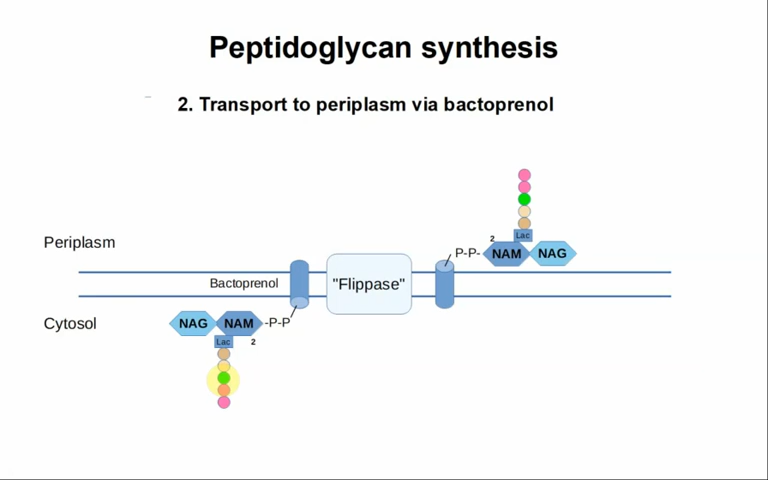 Peptidoglycan synthesis
2. Transport to periplasm via bactoprenol
Lac
2
Periplasm
P-P-
NAM
NAG
Bactoprenol
"Flippase"
Cytosol
NAG
NAM
-P-P
Lac
2